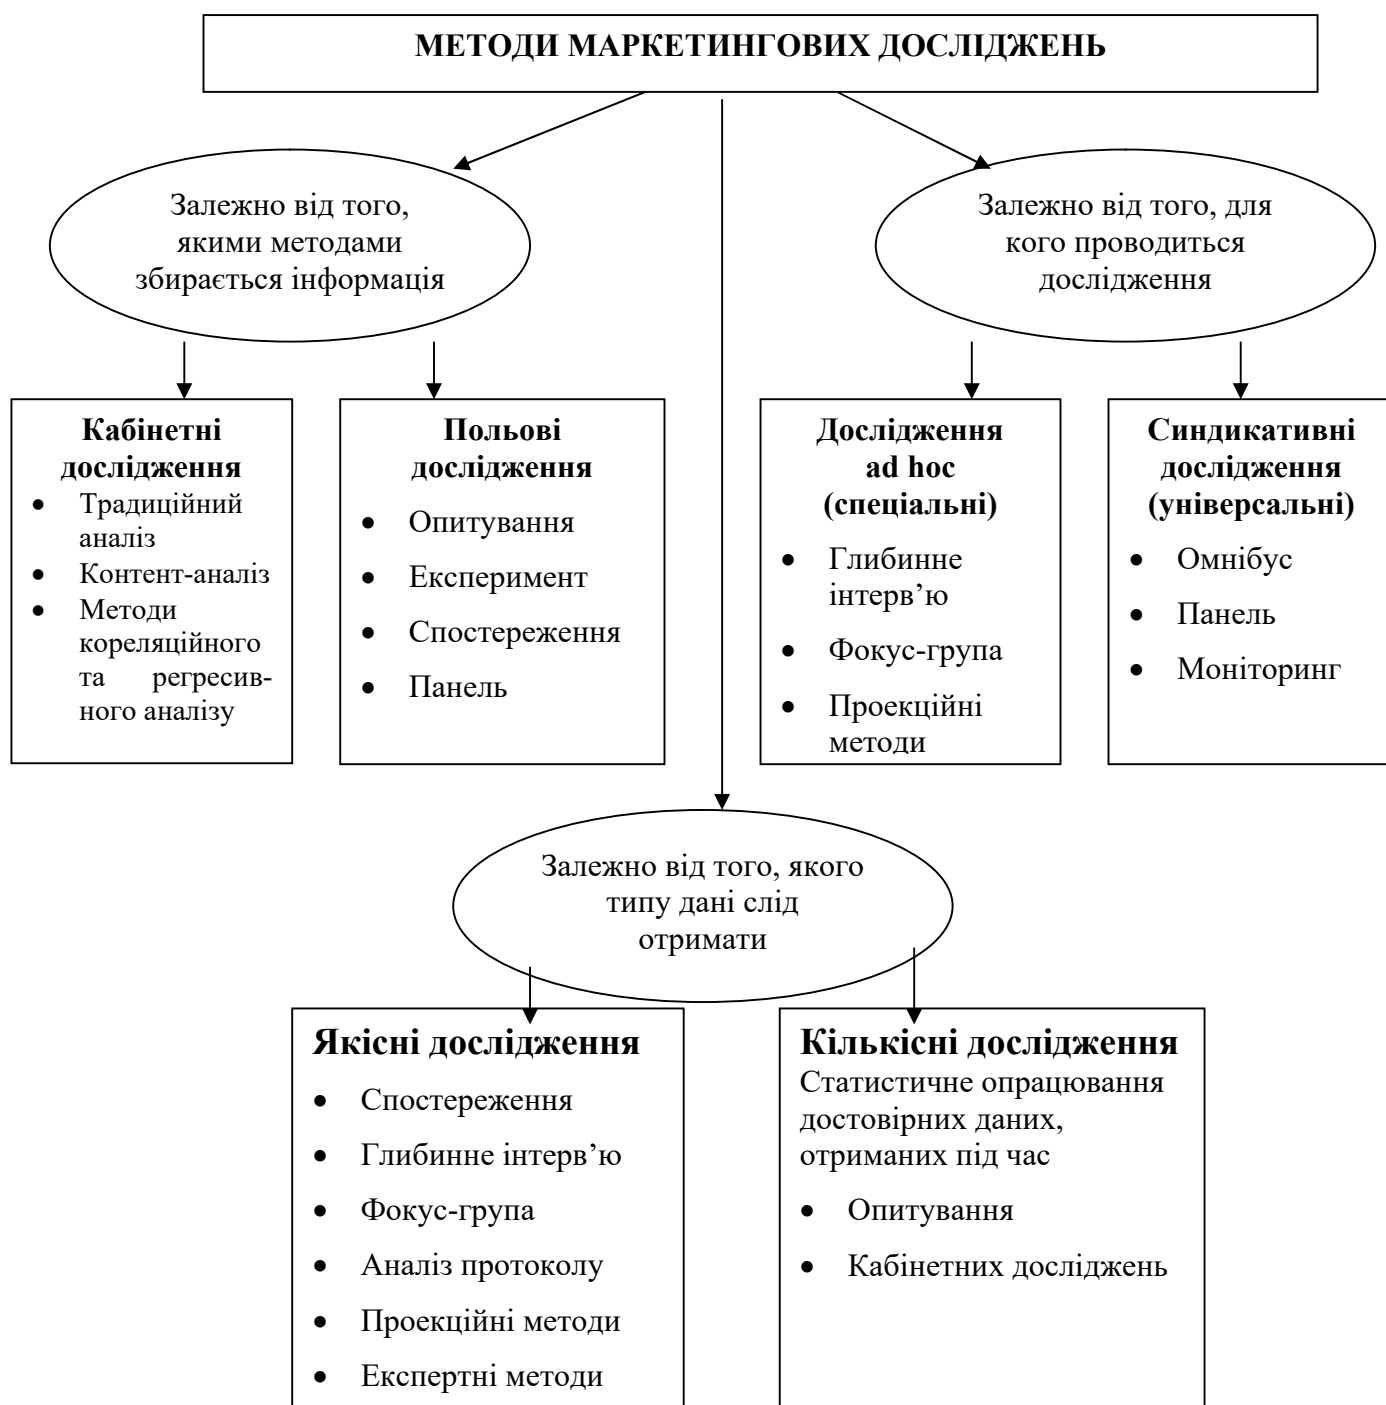 МЕТОДИ МАРКЕТИНГОВИХ ДОСЛІДЖЕНЬ
Залежно від того,
якими методами
збирається інформація
Залежно від того, для
кого проводиться
дослідження
Кабінетні
дослідження
• Традиційний
аналіз
• Контент-аналіз
• Методи
кореляційного
та регресив-
ного аналізу
Польові
дослідження
• Опитування
• Експеримент
• Спостереження
• Панель
Дослідження
ad hoc
(спеціальні)
• Глибинне
інтерв’ю
• Фокус-група
• Проекційні
методи
Синдикативні
дослідження
(універсальні)
• Омнібус
• Панель
• Моніторинг
Залежно від того, якого
типу дані слід
отримати
Якісні дослідження
• Спостереження
• Глибинне інтерв’ю
• Фокус-група
• Аналіз протоколу
• Проекційні методи
• Експертні методи
Кількісні дослідження
Статистичне опрацювання
достовірних даних,
отриманих під час
• Опитування
• Кабінетних досліджень